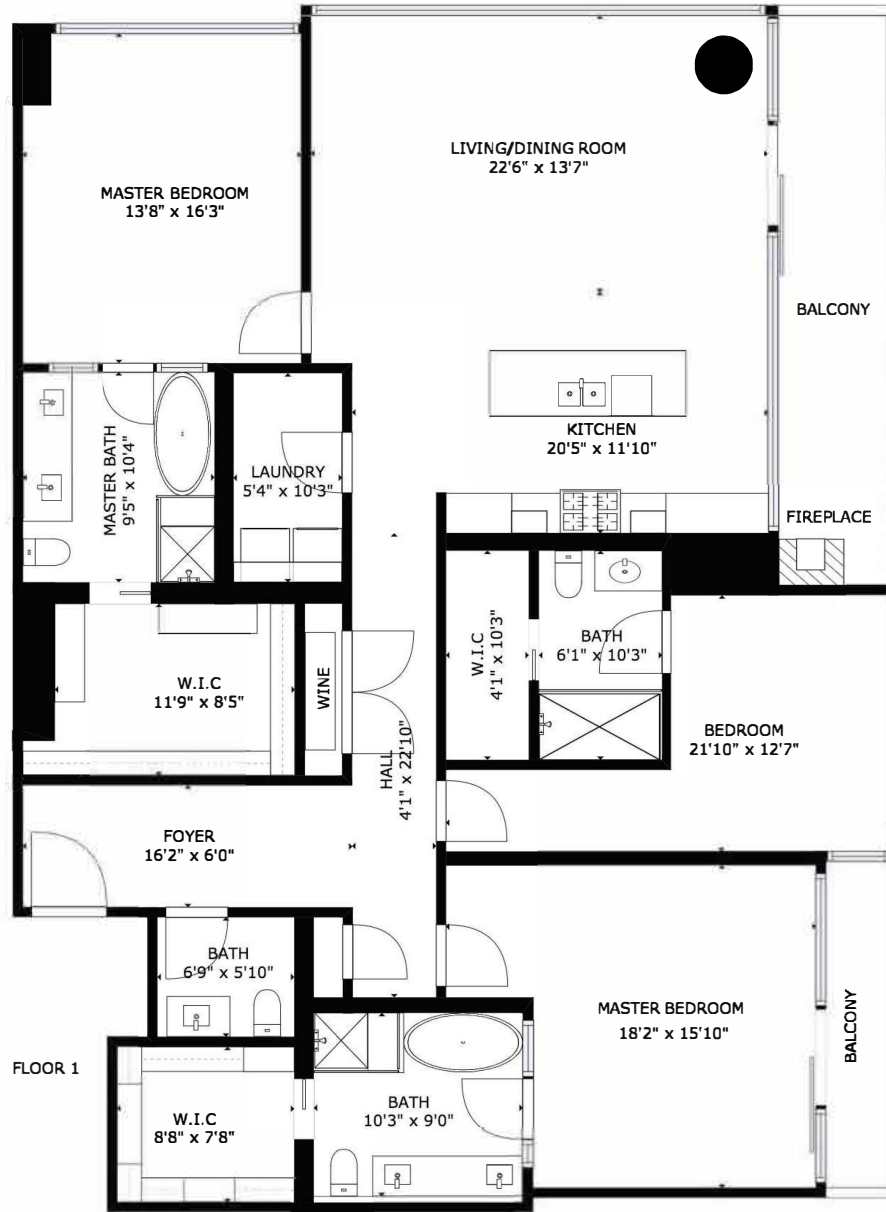 LIVING/DINING ROOM
22'6" x 13'7"
MASTER BEDROOM
13'8" x 16'3"
BALCONY
KITCHEN
20'5" x 11'10"
MASTER BATH
9'5" x 10'4"
LAUNDRY
5'4" x 10'3"
FIREPLACE
W.I.C
11'9" x 8'5"
WINE
HALL
4'1" x 22'10"
W.I.C
4'1" x 10'3"
BATH
6'1" x 10'3"
BEDROOM
21'10" x 12'7"
FOYER
16'2" x 6'0"
BATH
6'9" x 5'10"
MASTER BEDROOM
18'2" x 15'10"
BALCONY
FLOOR 1
W.I.C
8'8" x 7'8"
BATH
10'3" x 9'0"